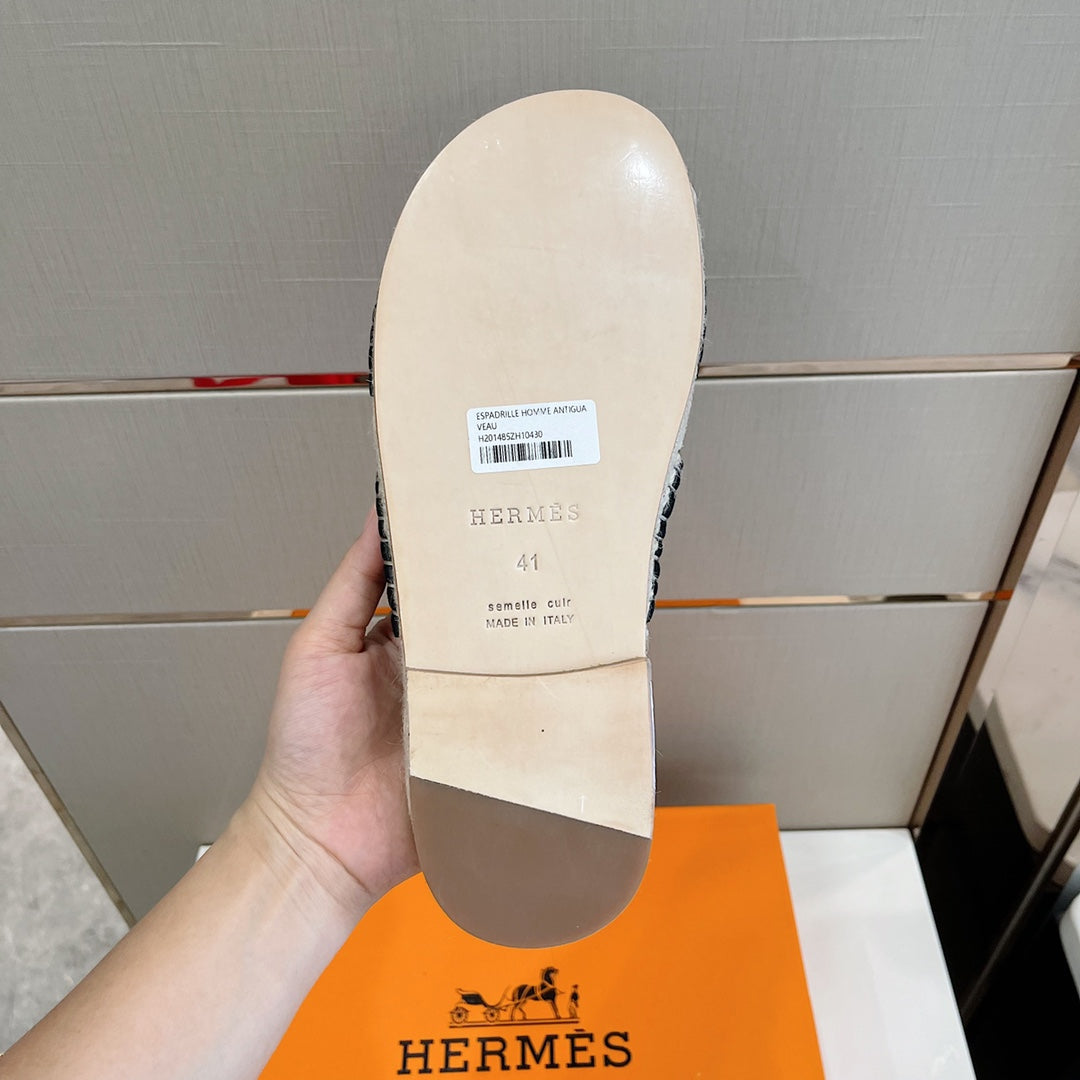 ESPADRILLE HOMME ANTIGUA
VEAU
H201485ZH10430
HERMÈS
41
semelle cuir
MADE IN ITALY
HERMÈS